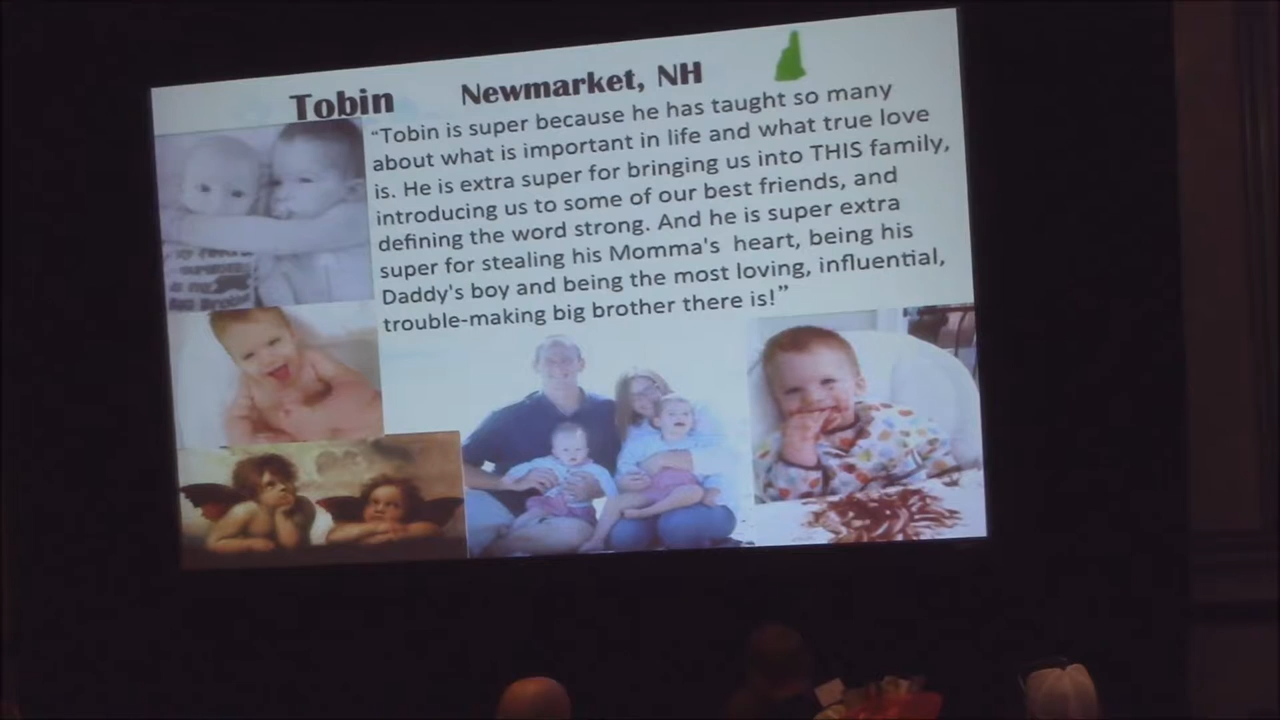 Tobin Newmarket, NH
“Tobin is super because he has taught so many
about what is important in life and what true love
is. He is extra super for bringing us into THIS family,
introducing us to some of our best friends, and
defining the word strong. And he is super extra
super for stealing his Momma's heart, being his
Daddy's boy and being the most loving, influential,
trouble-making big brother there is!”